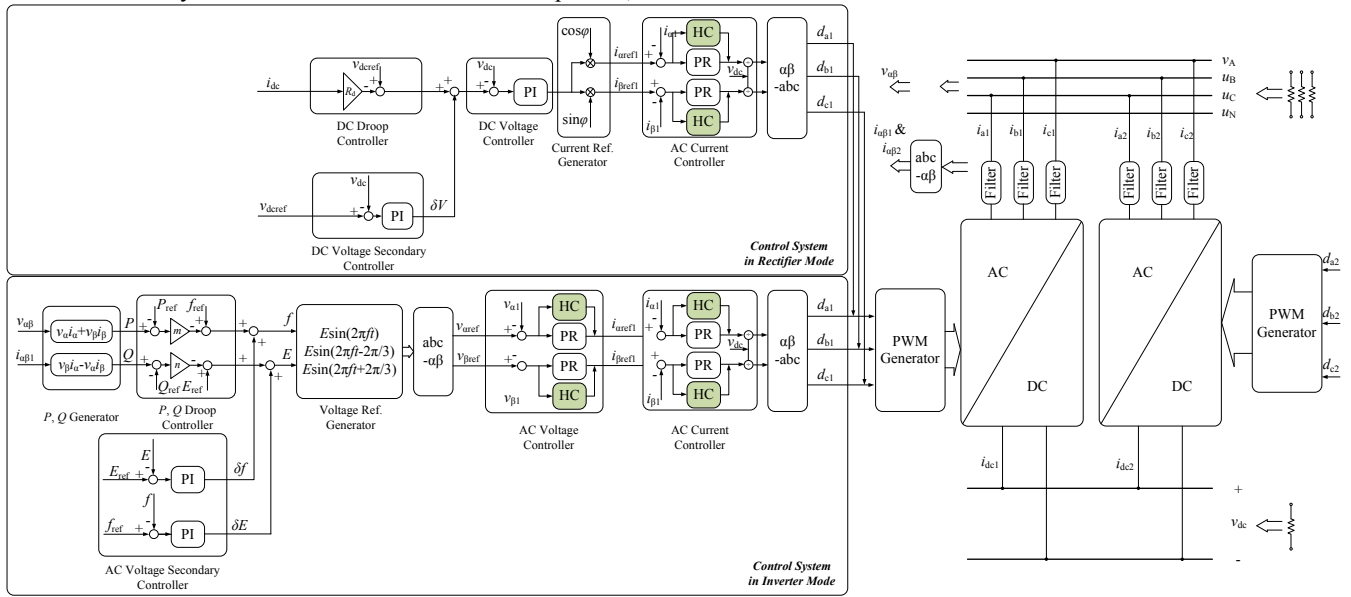 cosφ
i_dc
v_dcref
R_d
-
+
DC Droop
Controller
+
+
v_dc
+
-
PI
DC Voltage
Controller
sinφ
Current Ref.
Generator
i_αref1
i_βref1
i_α1
HC
PR
v_dc
PR
HC
i_β1
AC Current
Controller
αβ
-abc
d_a1
d_b1
d_c1
v_dcref
v_dc
+
-
PI
δV
DC Voltage Secondary
Controller
Control System
in Rectifier Mode
v_αβ
i_αβ1
v_αi_α+v_βi_β
v_βi_α-v_αi_β
P, Q Generator
P
Q
P_ref
f_ref
m
n
Q_ref
E_ref
P, Q Droop
Controller
f
E
Esin(2πft)
Esin(2πft-2π/3)
Esin(2πft+2π/3)
Voltage Ref.
Generator
abc
-αβ
v_αref
v_βref
v_α1
HC
PR
PR
HC
v_β1
AC Voltage
Controller
i_αref1
i_βref1
i_α1
HC
PR
v_dc
PR
HC
i_β1
AC Current
Controller
αβ
-abc
d_a1
d_b1
d_c1
E
E_ref
+
-
PI
δf
f
f_ref
+
-
PI
δE
AC Voltage Secondary
Controller
Control System
in Inverter Mode
PWM
Generator
v_αβ
v_A
u_B
u_C
u_N
i_αβ1 &
i_αβ2
abc
-αβ
i_a1
i_b1
i_c1
i_a2
i_b2
i_c2
Filter
Filter
Filter
Filter
Filter
Filter
AC
DC
AC
DC
PWM
Generator
d_a2
d_b2
d_c2
i_dc1
i_dc2
+
v_dc
-